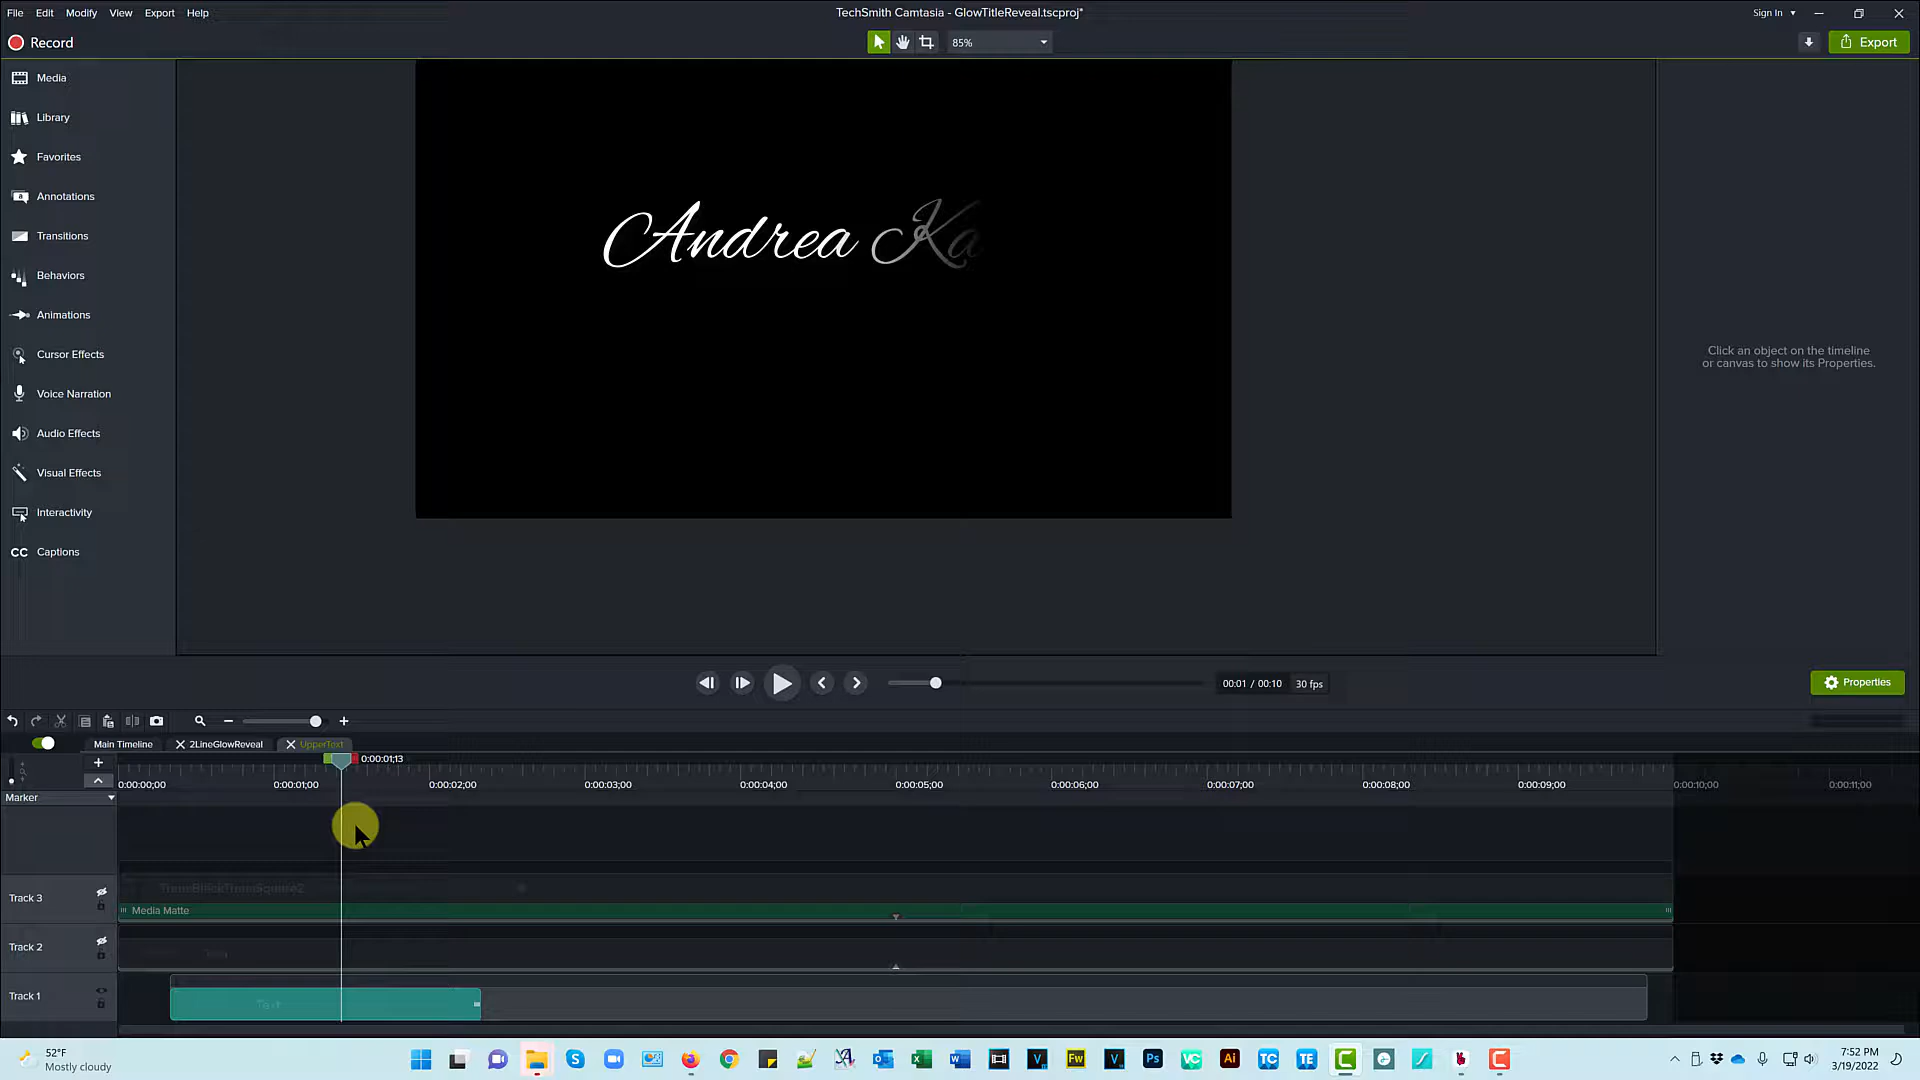 File Edit Modify View Export Help
TechSmith Camtasia - GlowTitleReveal.tscproj*
Sign In
Record
85%
Export
Media
Library
Favorites
Annotations
Transitions
Behaviors
Animations
Cursor Effects
Voice Narration
Audio Effects
Visual Effects
Interactivity
CC Captions
Andrea Ka
Click an object on the timeline
or canvas to show its Properties.
00:01 / 00:10 30 fps
Properties
Main Timeline 2LineGlowReveal UpperText
0:00:01;13
0:00:00;00 0:00:01;00 0:00:02;00 0:00:03;00 0:00:04;00 0:00:05;00 0:00:06;00 0:00:07;00 0:00:08;00 0:00:09;00 0:00:10;00 0:00:11;00
Marker
Track 3
Media Matte
Track 2
Track 1
Text
52°F
Mostly cloudy
7:52 PM
3/19/2022